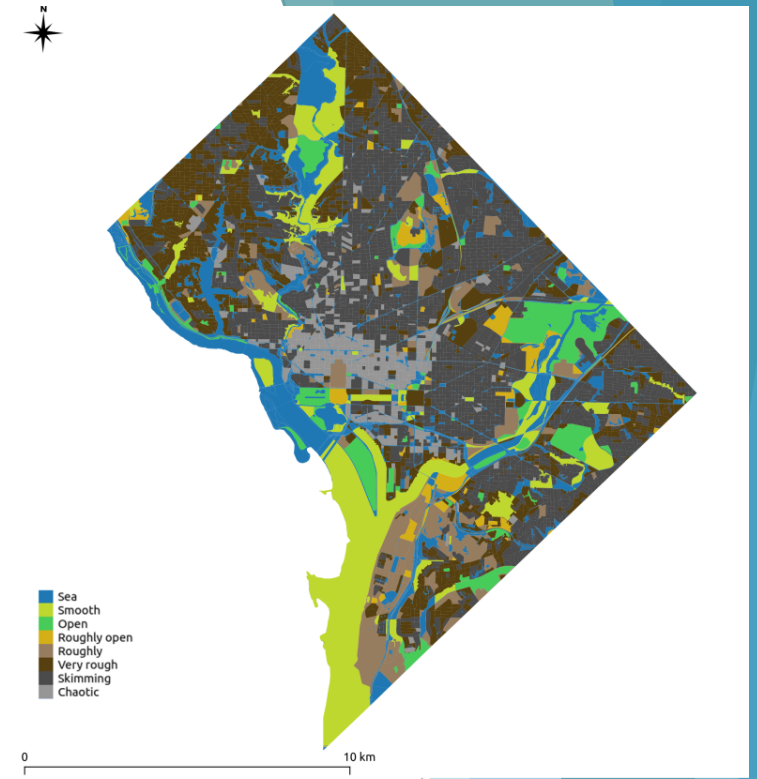 N
Sea
Smooth
Open
Roughly open
Roughly
Very rough
Skimming
Chaotic
0 10 km